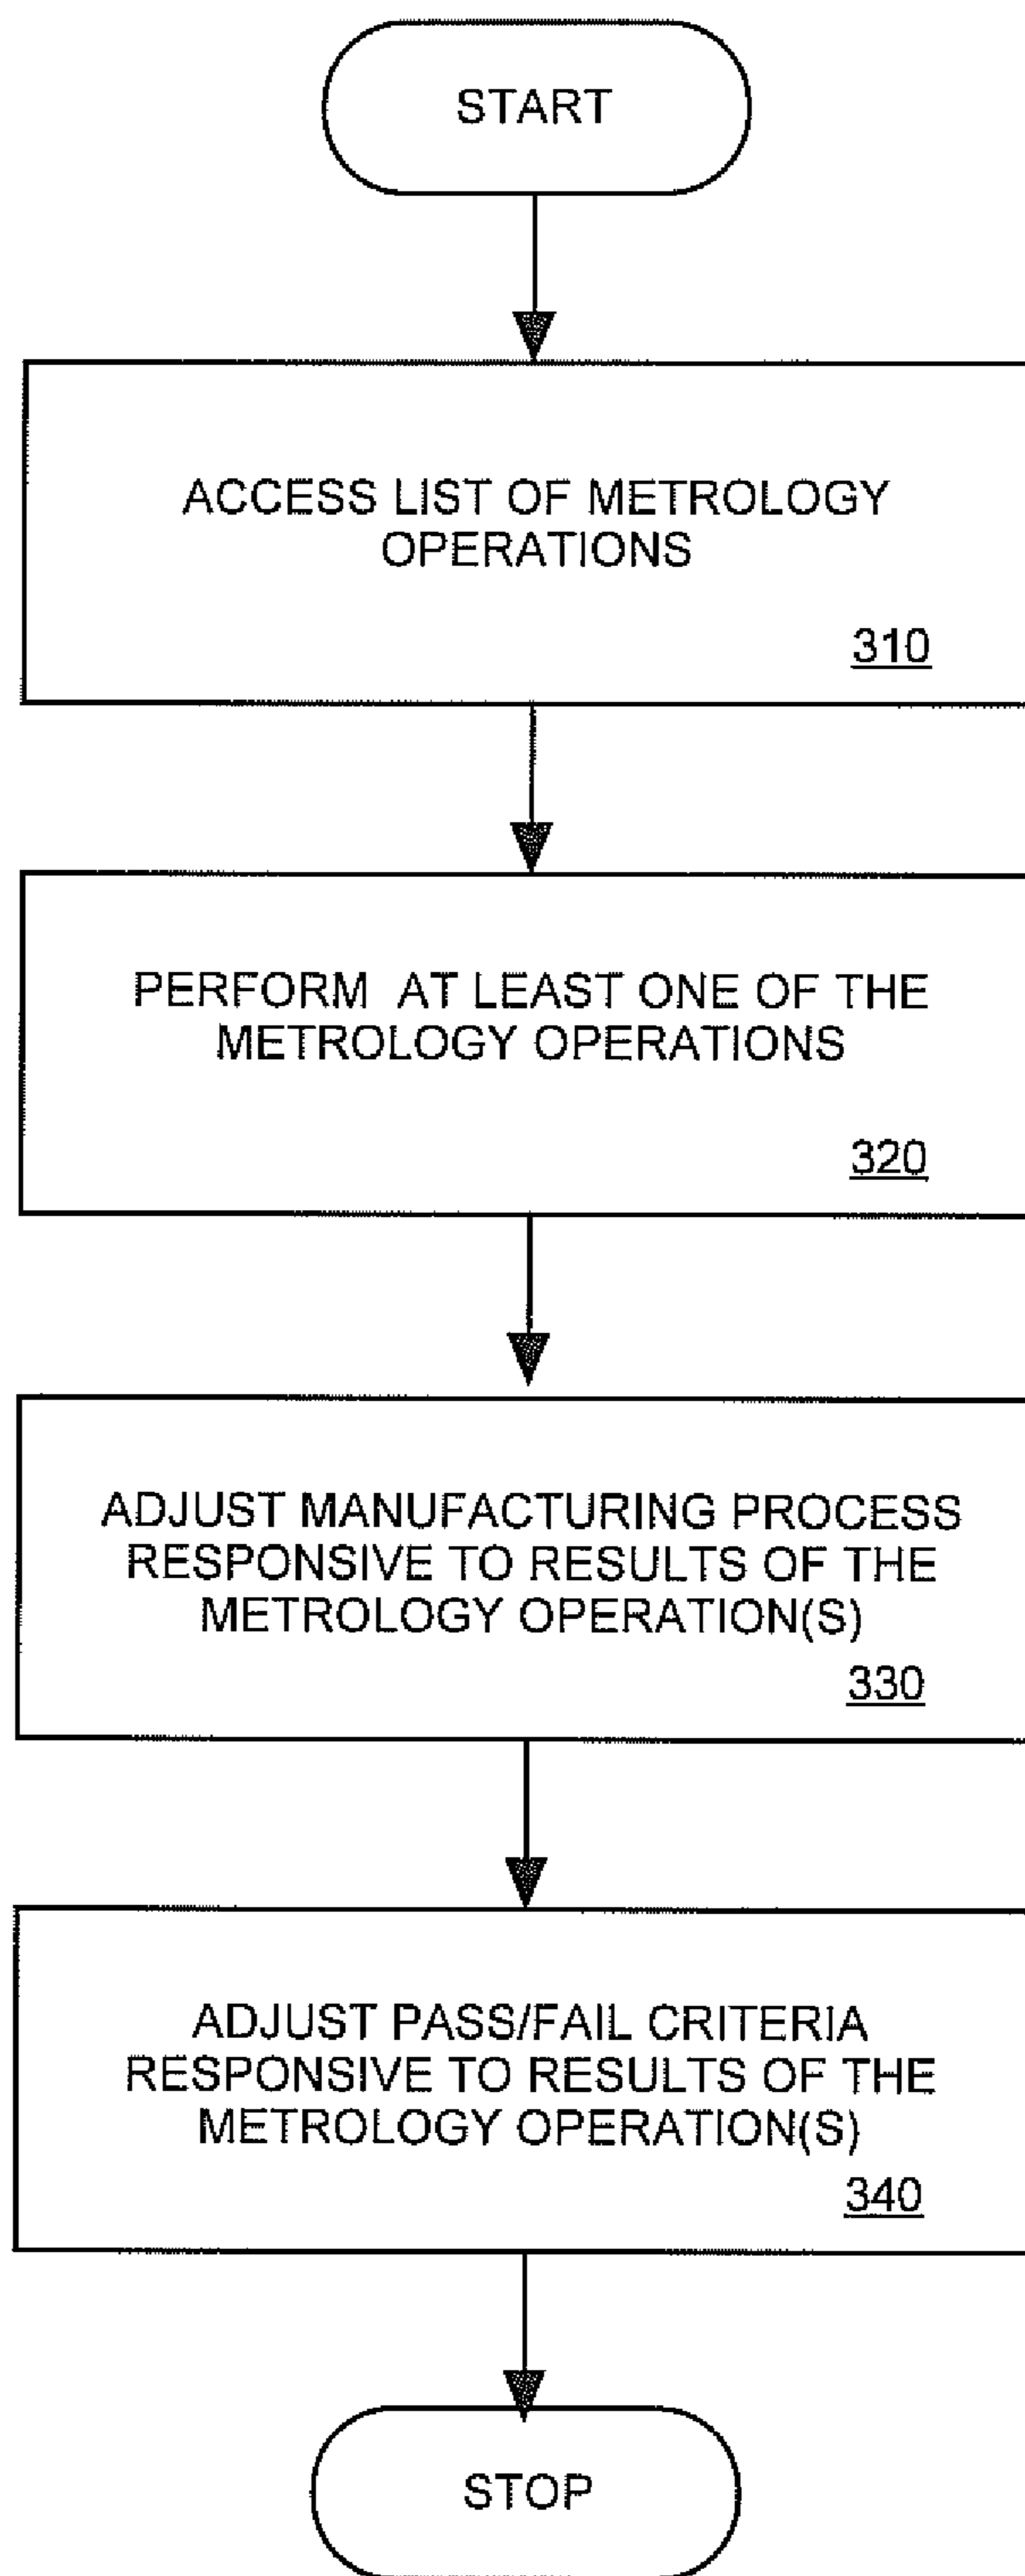 START
ACCESS LIST OF METROLOGY
OPERATIONS
310
PERFORM AT LEAST ONE OF THE
METROLOGY OPERATIONS
320
ADJUST MANUFACTURING PROCESS
RESPONSIVE TO RESULTS OF THE
METROLOGY OPERATION(S)
330
ADJUST PASS/FAIL CRITERIA
RESPONSIVE TO RESULTS OF THE
METROLOGY OPERATION(S)
340
STOP